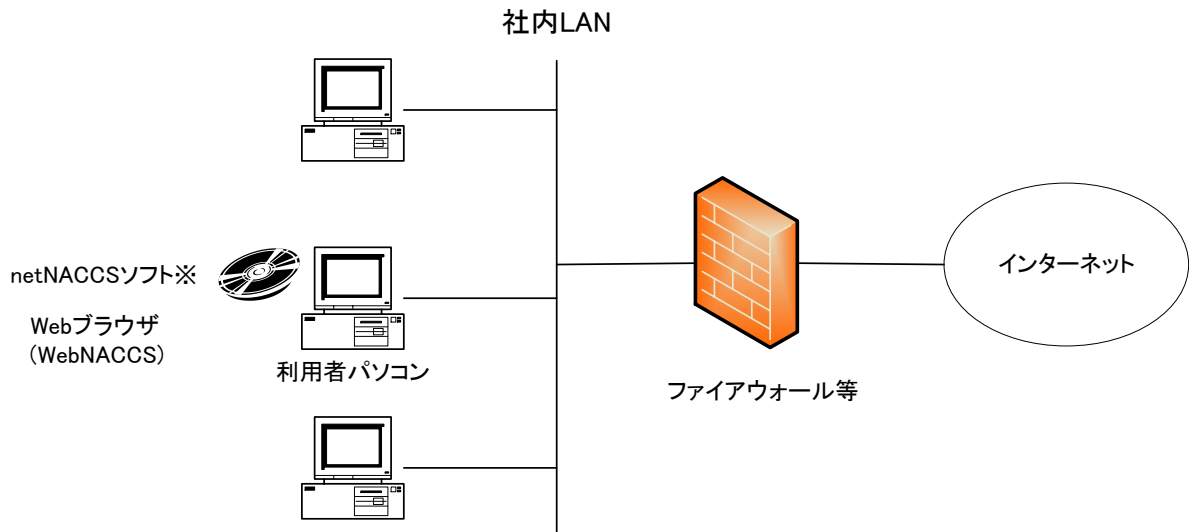 社内LAN
netNACCSソフト※
Webブラウザ
(WebNACCS)
利用者パソコン
ファイアウォール等
インターネット